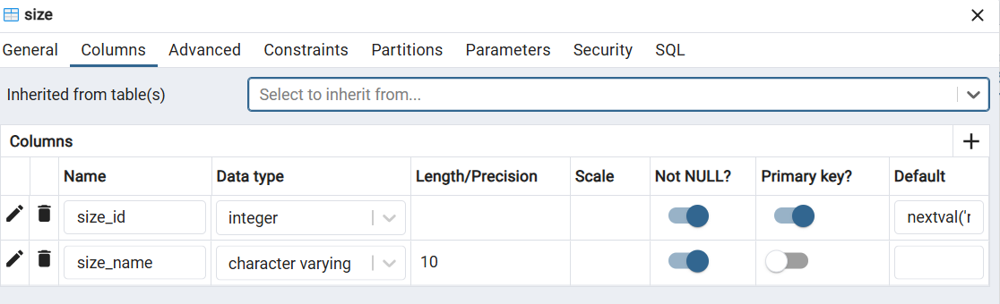 size
General Columns Advanced Constraints Partitions Parameters Security SQL
Inherited from table(s) Select to inherit from...
Columns
Name Data type Length/Precision Scale Not NULL? Primary key? Default
size_id integer nextval('r
size_name character varying 10